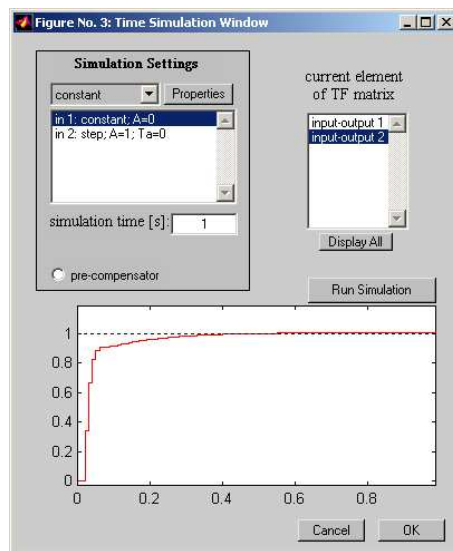 Figure No. 3: Time Simulation Window
Simulation Settings
constant
Properties
in 1: constant; A=0
in 2: step; A=1; Ta=0
simulation time [s]:
1
pre-compensator
current element
of TF matrix
input-output 1
input-output 2
Display All
Run Simulation
1
0.8
0.6
0.4
0.2
0
0 0.2 0.4 0.6 0.8
Cancel
OK